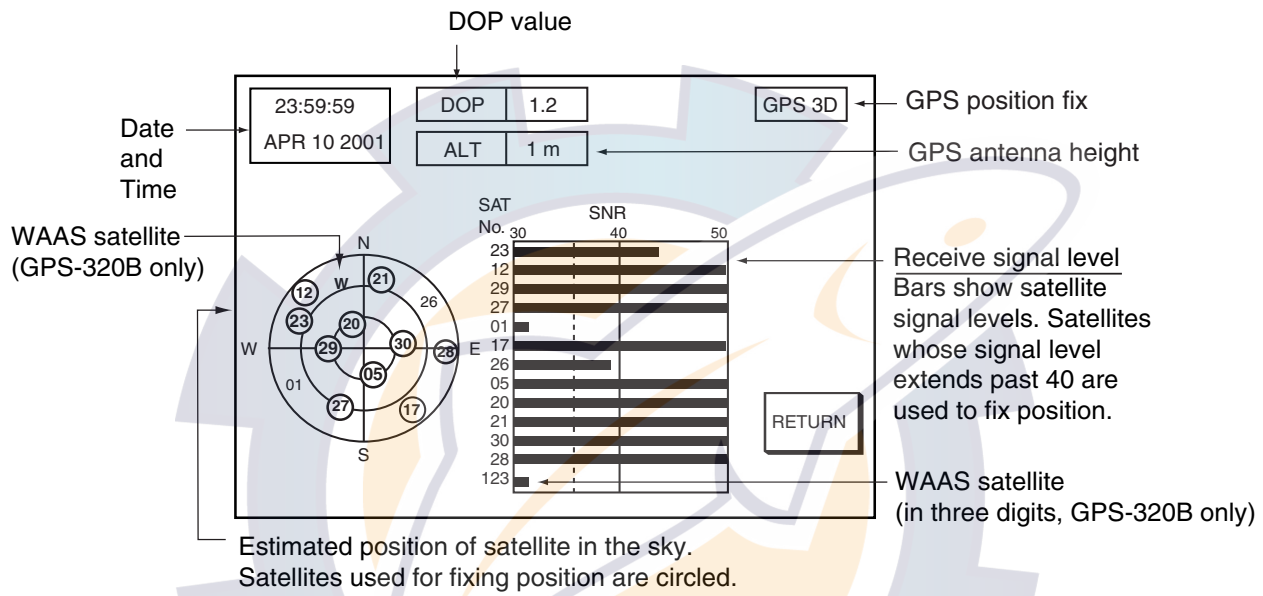 DOP value
23:59:59
APR 10 2001
DOP 1.2
ALT 1 m
GPS 3D
GPS position fix
GPS antenna height
Date
and
Time
WAAS satellite
(GPS-320B only)
N
W
E
S
W
12
21
26
23
20
29
30
28
05
01
27
17
SAT
No.
SNR
30 40 50
23
12
29
27
01
17
26
05
20
21
30
28
123
Receive signal level
Bars show satellite
signal levels. Satellites
whose signal level
extends past 40 are
used to fix position.
RETURN
WAAS satellite
(in three digits, GPS-320B only)
Estimated position of satellite in the sky.
Satellites used for fixing position are circled.